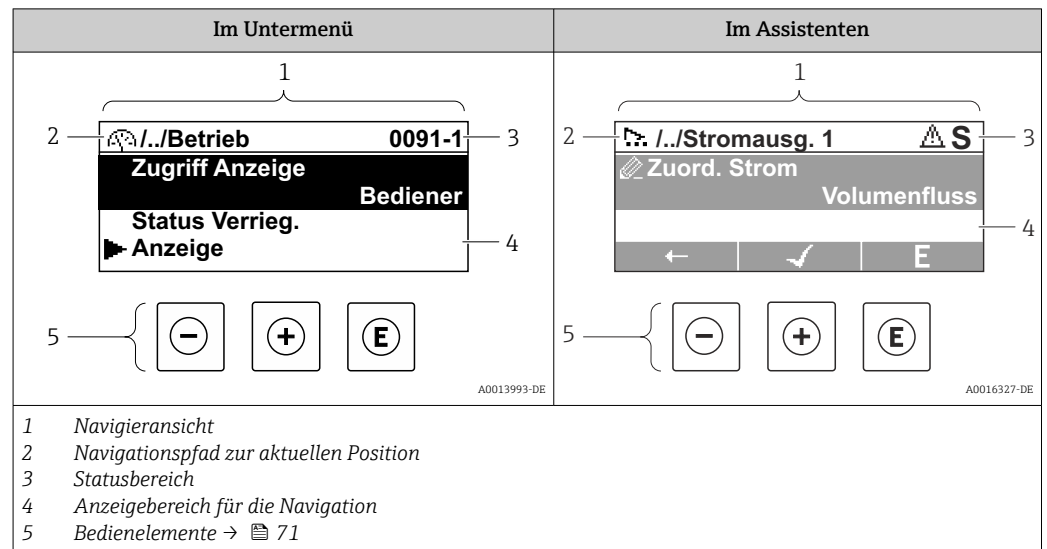 Im Untermenü
Im Assistenten
1
2
/../Betrieb 0091-1
3
Zugriff Anzeige
Bediener
Status Verrieg.
Anzeige
4
5
- + E
A0013993-DE
1
2
/../Stromausg. 1 S
3
Zuord. Strom
Volumenfluss
4
← ✓ E
5
- + E
A0016327-DE
1 Navigieransicht
2 Navigationspfad zur aktuellen Position
3 Statusbereich
4 Anzeigebereich für die Navigation
5 Bedienelemente → 71